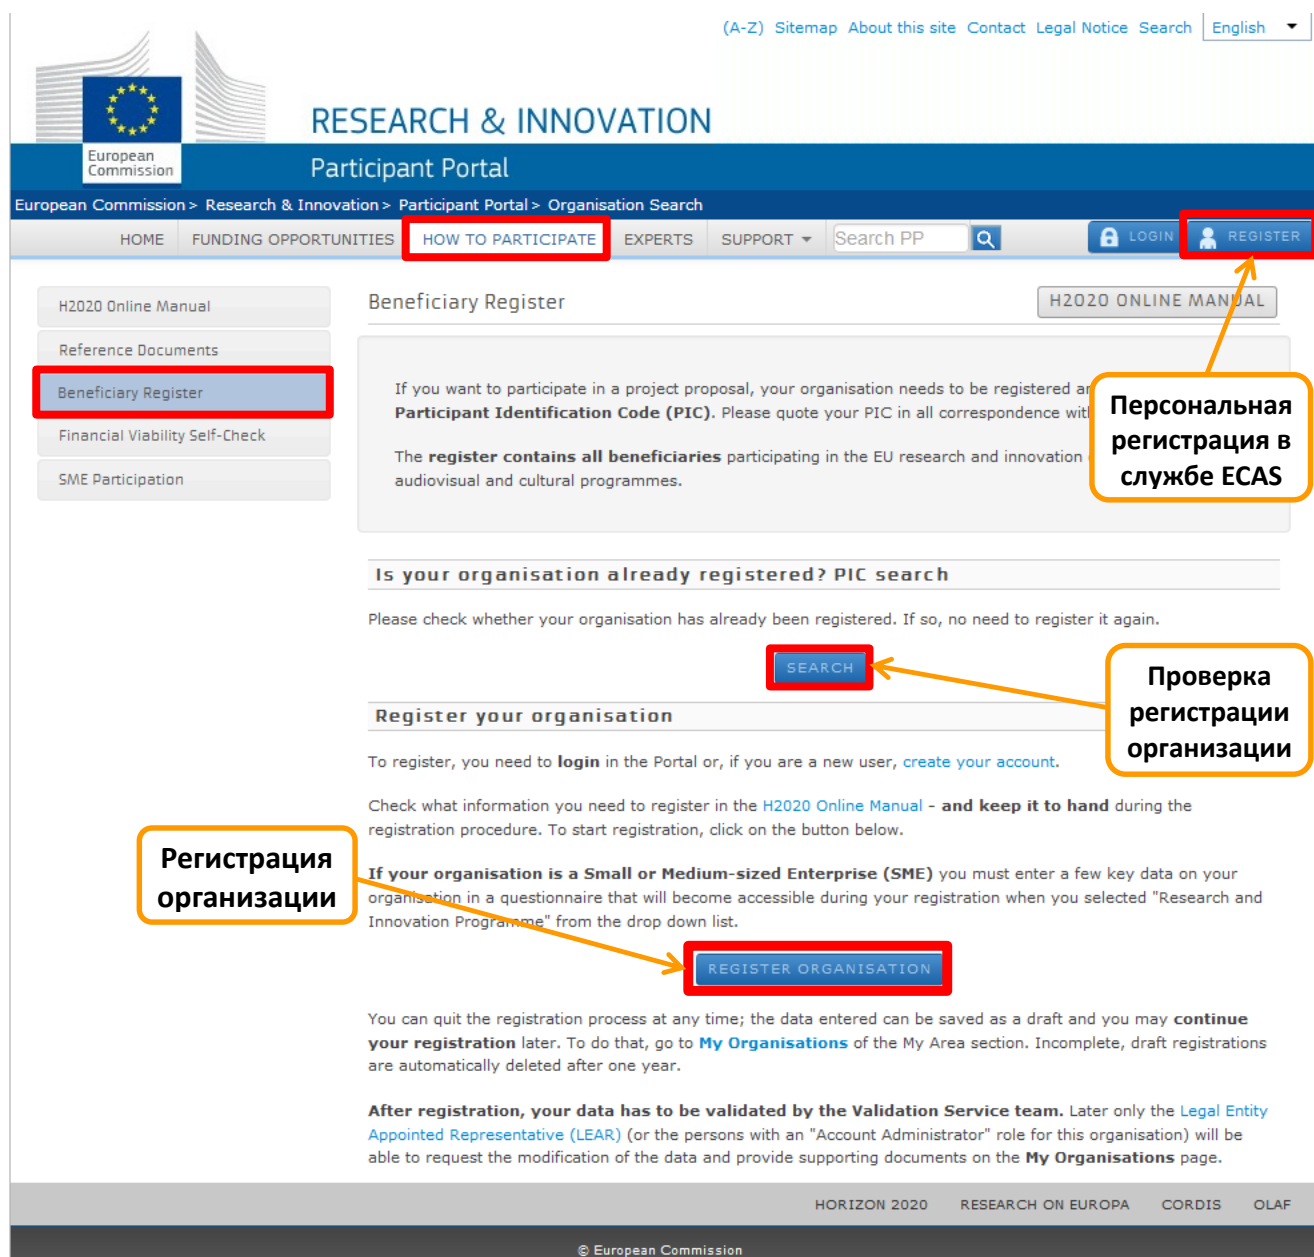 (A-Z) Sitemap About this site Contact Legal Notice Search English
RESEARCH & INNOVATION
European
Commission
Participant Portal
European Commission > Research & Innovation > Participant Portal > Organisation Search
HOME FUNDING OPPORTUNITIES HOW TO PARTICIPATE EXPERTS SUPPORT Search PP LOGIN REGISTER
H2020 Online Manual
Reference Documents
Beneficiary Register
Financial Viability Self-Check
SME Participation
Beneficiary Register
H2020 ONLINE MANUAL
If you want to participate in a project proposal, your organisation needs to be registered
Participant Identification Code (PIC). Please quote your PIC in all correspondence
The register contains all beneficiaries participating in the EU research and innovation
audiovisual and cultural programmes.
Персональная
регистрация в
службе ECAS
Is your organisation already registered? PIC search
Please check whether your organisation has already been registered. If so, no need to register it again.
SEARCH
Проверка
регистрации
организации
Register your organisation
To register, you need to login in the Portal or, if you are a new user, create your account.
Check what information you need to register in the H2020 Online Manual - and keep it to hand during the
registration procedure. To start registration, click on the button below.
Регистрация
организации
If your organisation is a Small or Medium-sized Enterprise (SME) you must enter a few key data on your
organisation in a questionnaire that will become accessible during your registration when you selected "Research and
Innovation Programme" from the drop down list.
REGISTER ORGANISATION
You can quit the registration process at any time; the data entered can be saved as a draft and you may continue
your registration later. To do that, go to My Organisations of the My Area section. Incomplete, draft registrations
are automatically deleted after one year.
After registration, your data has to be validated by the Validation Service team. Later only the Legal Entity
Appointed Representative (LEAR) (or the persons with an "Account Administrator" role for this organisation) will be
able to request the modification of the data and provide supporting documents on the My Organisations page.
HORIZON 2020 RESEARCH ON EUROPA CORDIS OLAF
© European Commission